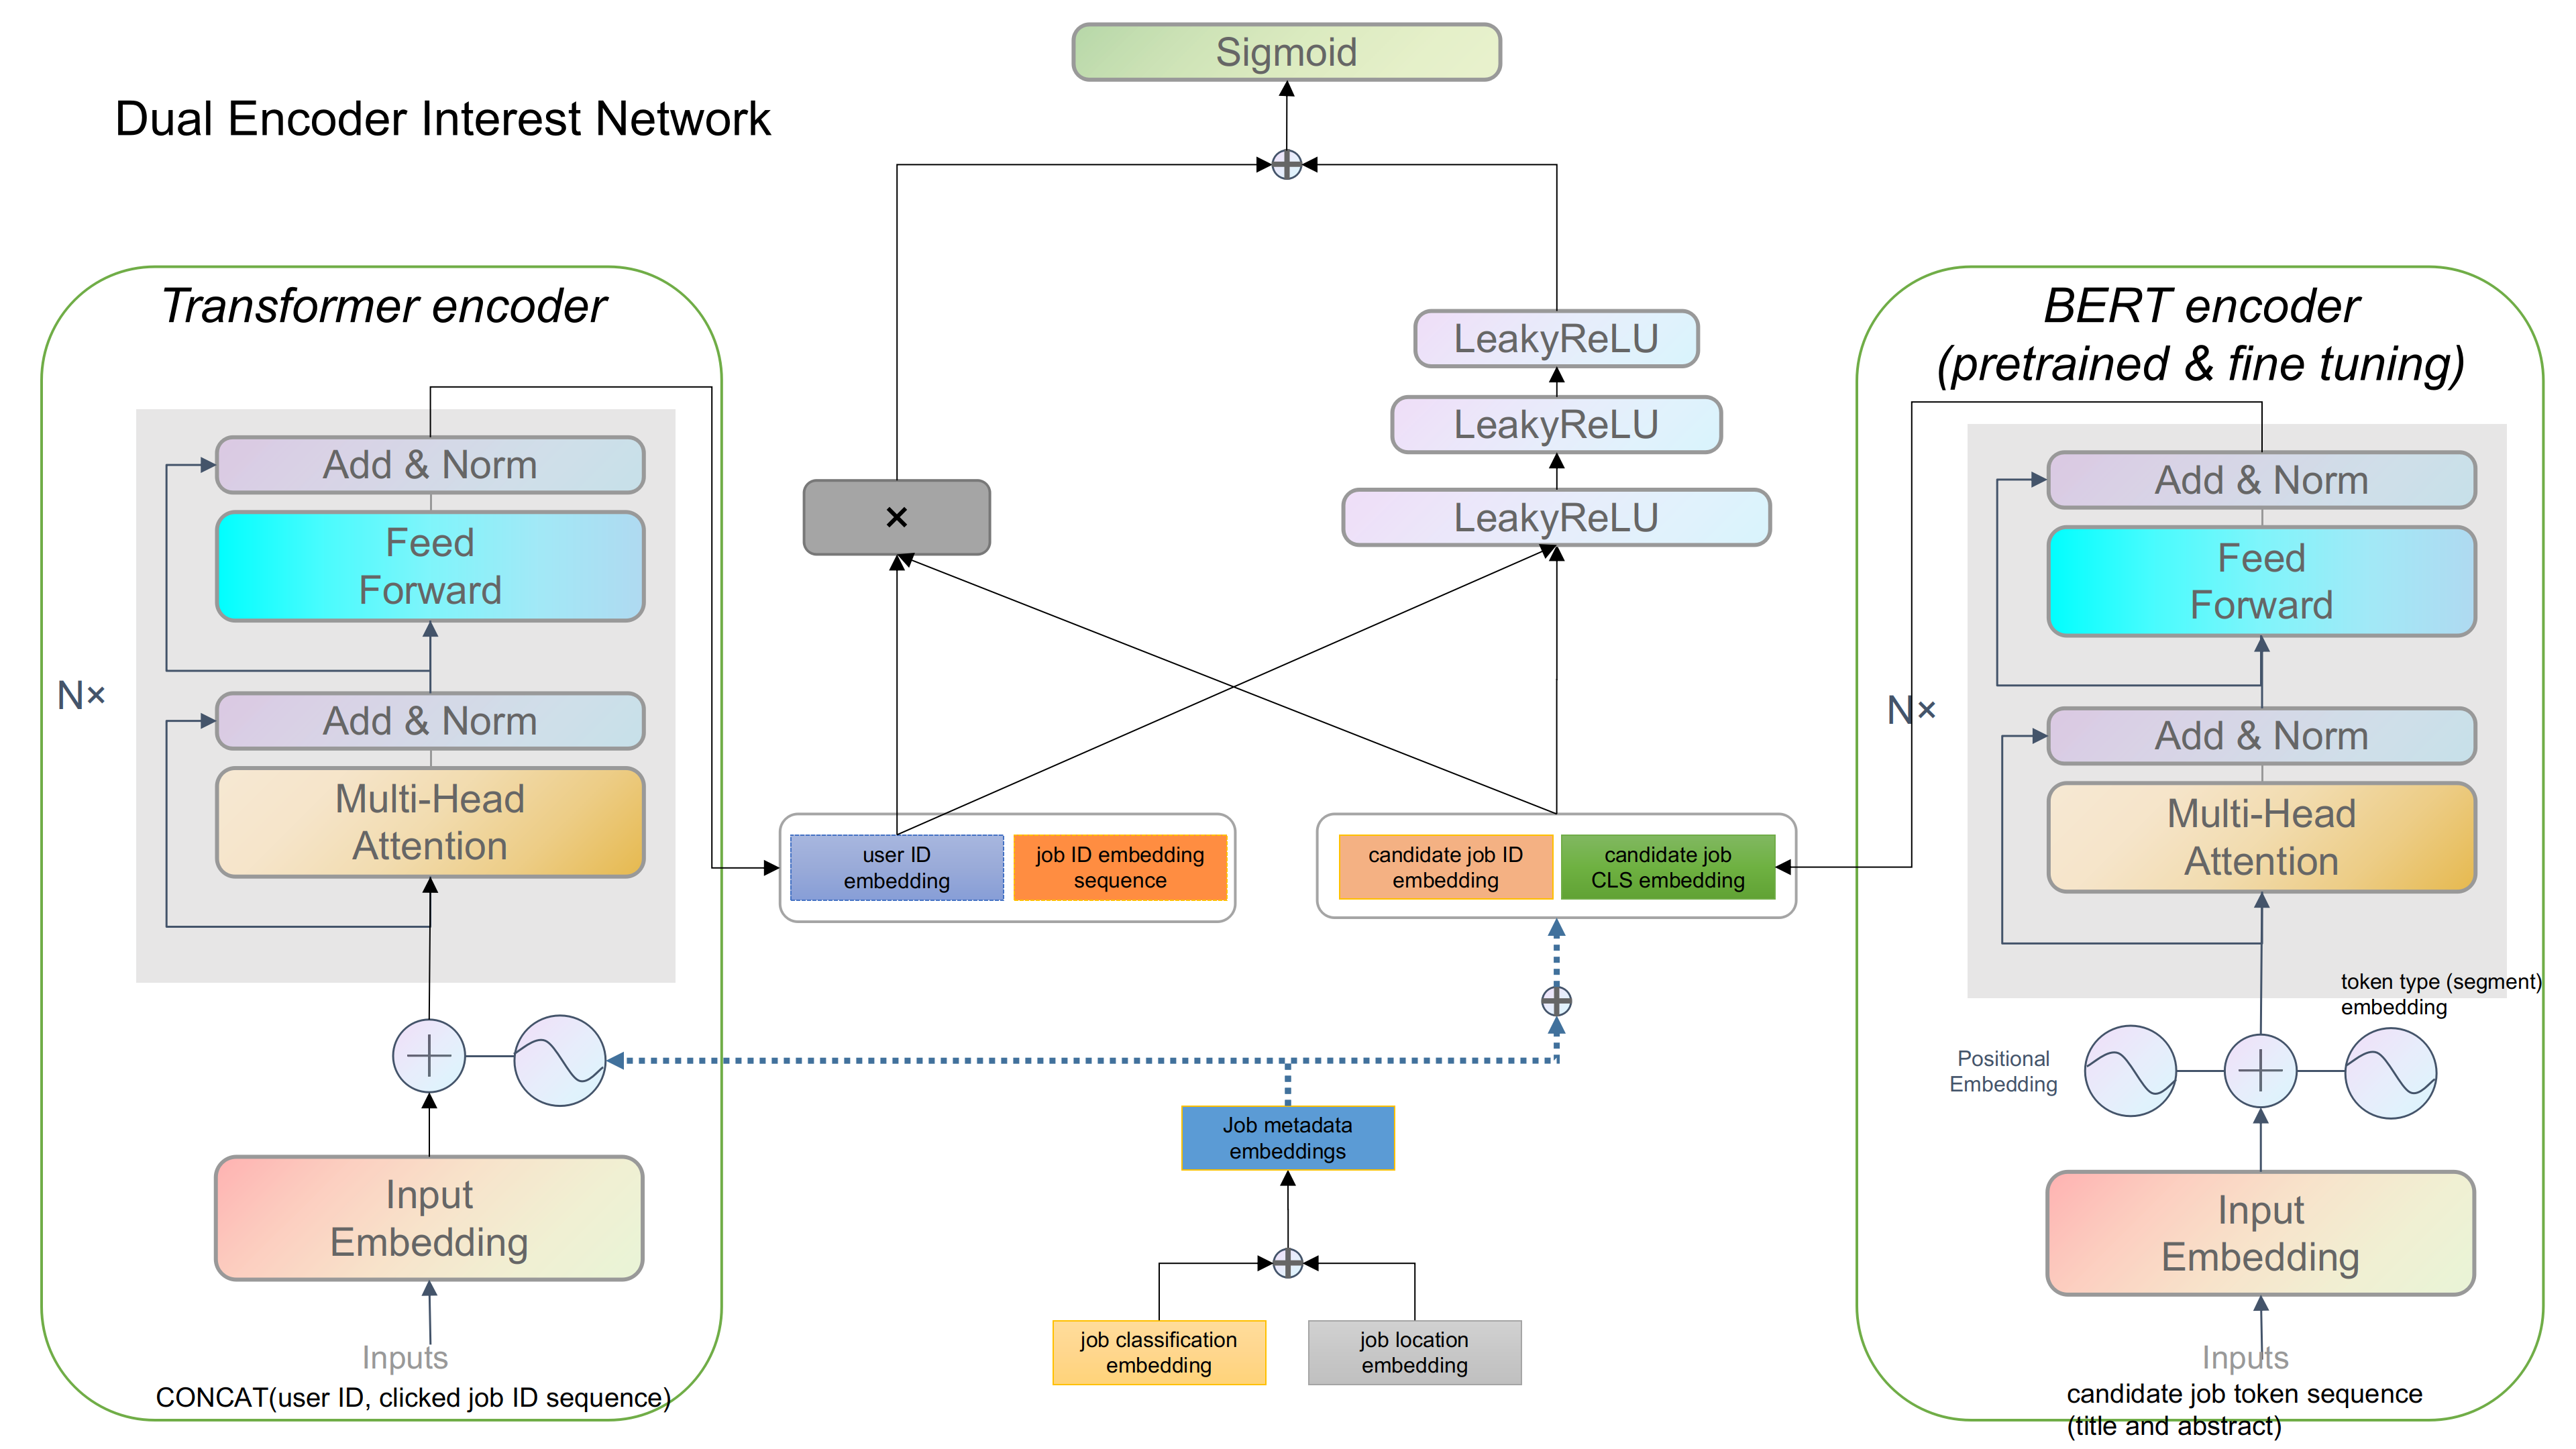 Sigmoid
Dual Encoder Interest Network
Transformer encoder
Add & Norm
Feed
Forward
N×
Add & Norm
Multi-Head
Attention
Input
Embedding
Inputs
CONCAT(user ID, clicked job ID sequence)
LeakyReLU
LeakyReLU
LeakyReLU
×
user ID
embedding
job ID embedding
sequence
candidate job ID
embedding
candidate job
CLS embedding
Job metadata
embeddings
job classification
embedding
job location
embedding
BERT encoder
(pretrained & fine tuning)
Add & Norm
Feed
Forward
N×
Add & Norm
Multi-Head
Attention
token type (segment)
embedding
Positional
Embedding
Input
Embedding
Inputs
candidate job token sequence
(title and abstract)